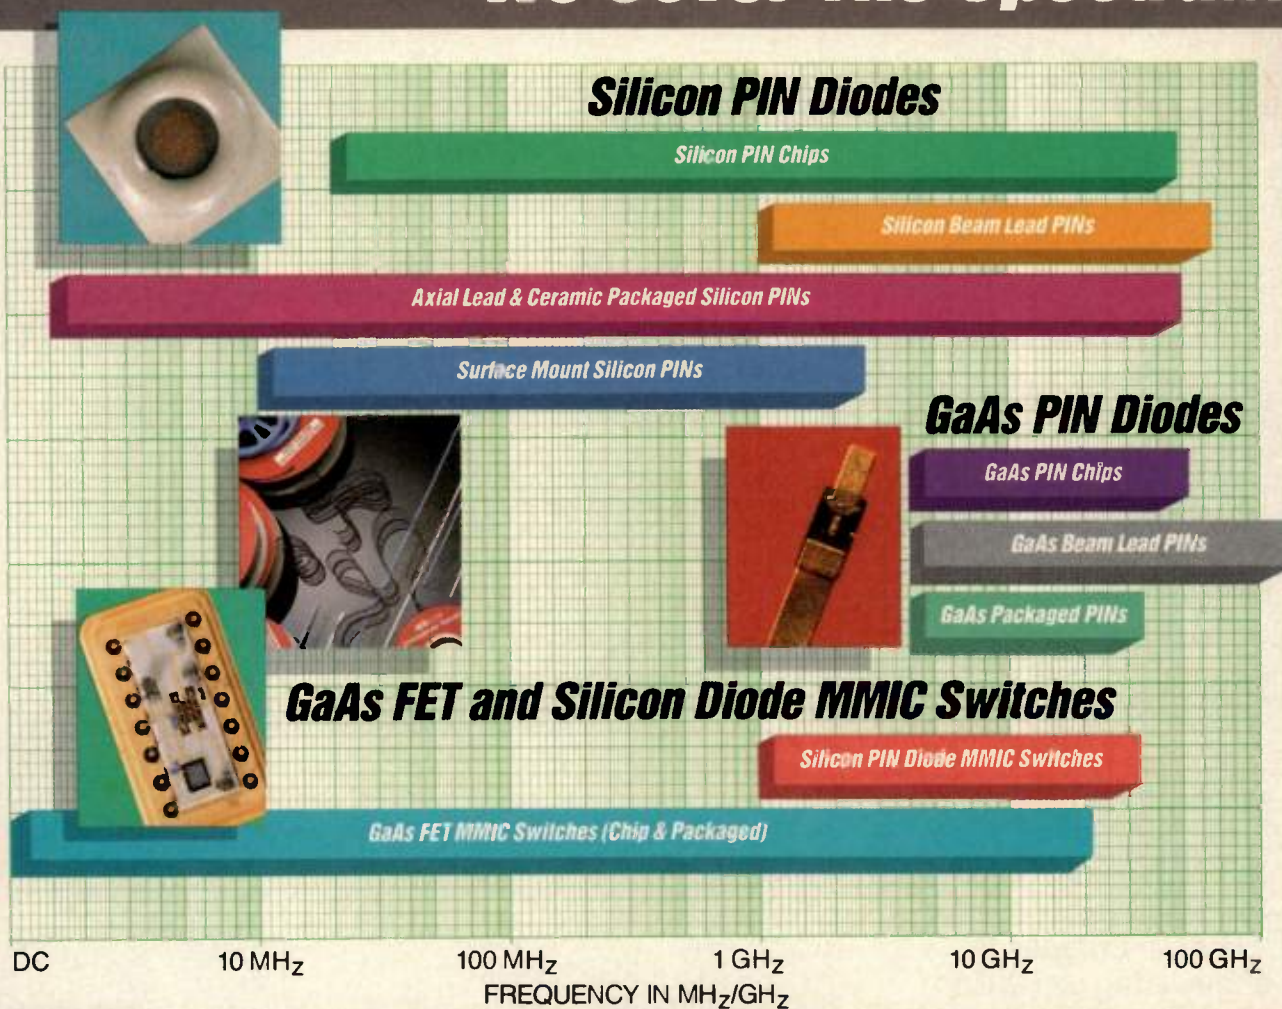 Silicon PIN Diodes
Silicon PIN Chips
Silicon Beam Lead PINs
Axial Lead & Ceramic Packaged Silicon PINs
Surface Mount Silicon PINs
GaAs PIN Diodes
GaAs PIN Chips
GaAs Beam Lead PINs
GaAs Packaged PINs
GaAs FET and Silicon Diode MMIC Switches
Silicon PIN Diode MMIC Switches
GaAs FET MMIC Switches (Chip & Packaged)
DC 10 MHz 100 MHz 1 GHz 10 GHz 100 GHz
FREQUENCY IN MHz/GHz